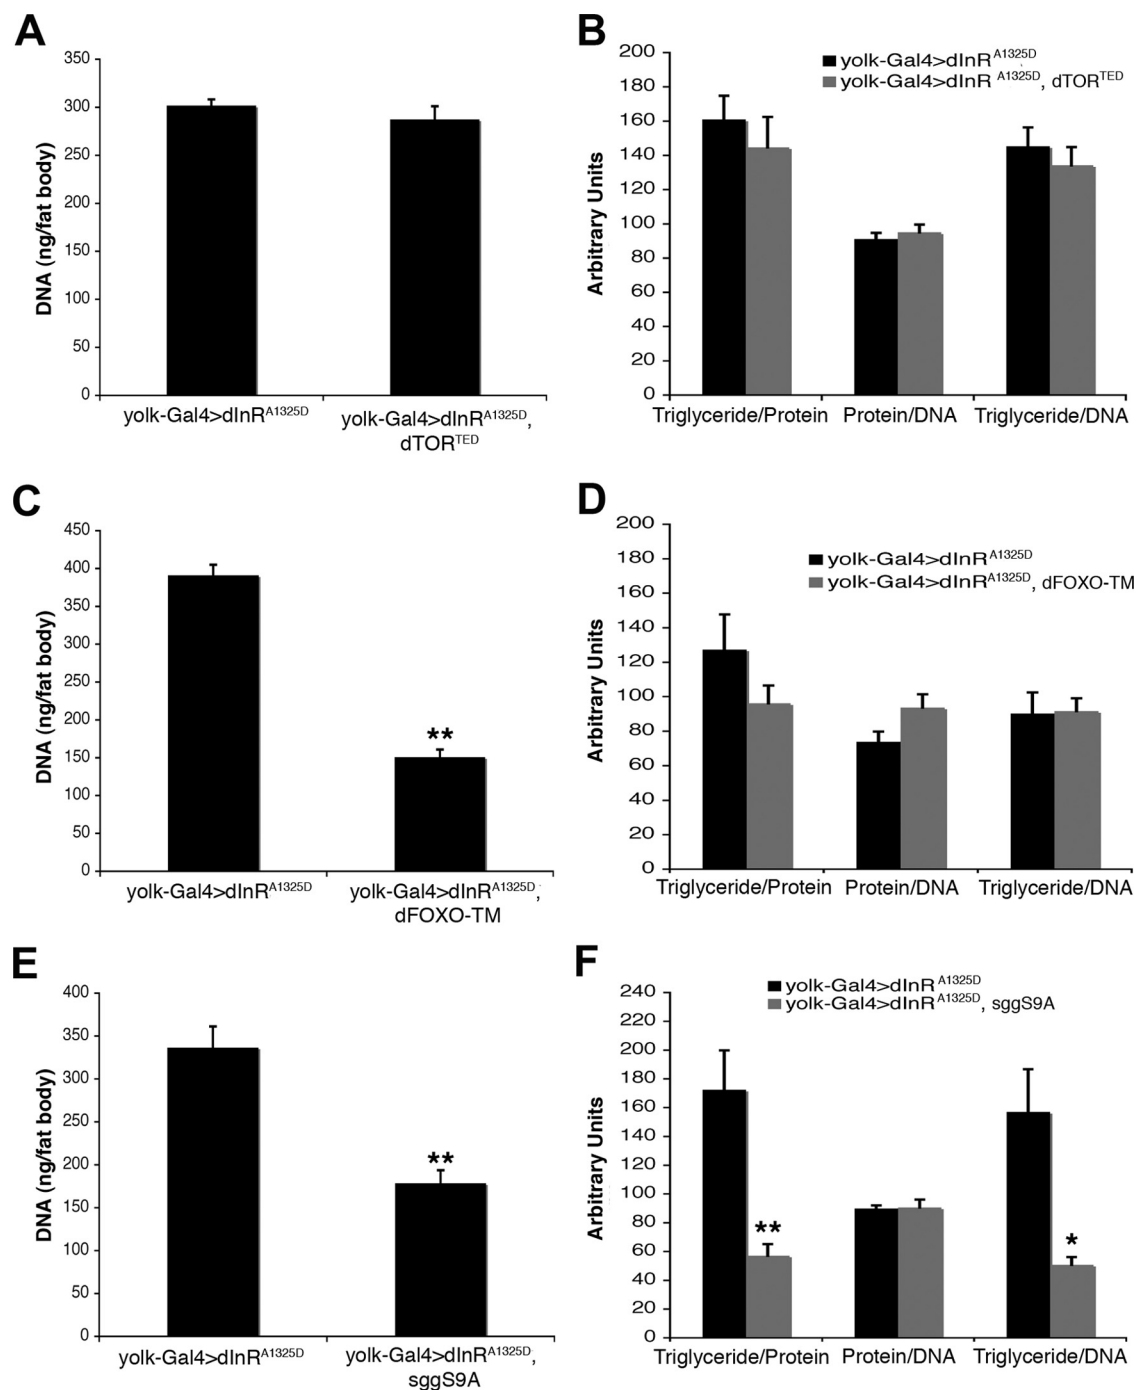 A
DNA (ng/fat body)
350
300
250
200
150
100
50
0
yolk-Gal4>dInR^A1325D
yolk-Gal4>dInR^A1325D,
dTOR^TED
B
Arbitrary Units
200
180
160
140
120
100
80
60
40
20
0
yolk-Gal4>dInR^A1325D
yolk-Gal4>dInR^A1325D, dTOR^TED
Triglyceride/Protein
Protein/DNA
Triglyceride/DNA
C
DNA (ng/fat body)
450
400
350
300
250
200
150
100
50
0
**
yolk-Gal4>dInR^A1325D
yolk-Gal4>dInR^A1325D,
dFOXO-TM
D
Arbitrary Units
200
180
160
140
120
100
80
60
40
20
0
yolk-Gal4>dInR^A1325D
yolk-Gal4>dInR^A1325D, dFOXO-TM
Triglyceride/Protein
Protein/DNA
Triglyceride/DNA
E
DNA (ng/fat body)
400
350
300
250
200
150
100
50
0
**
yolk-Gal4>dInR^A1325D
yolk-Gal4>dInR^A1325D,
sggS9A
F
Arbitrary Units
240
220
200
180
160
140
120
100
80
60
40
20
0
yolk-Gal4>dInR^A1325D
yolk-Gal4>dInR^A1325D, sggS9A
**
*
Triglyceride/Protein
Protein/DNA
Triglyceride/DNA